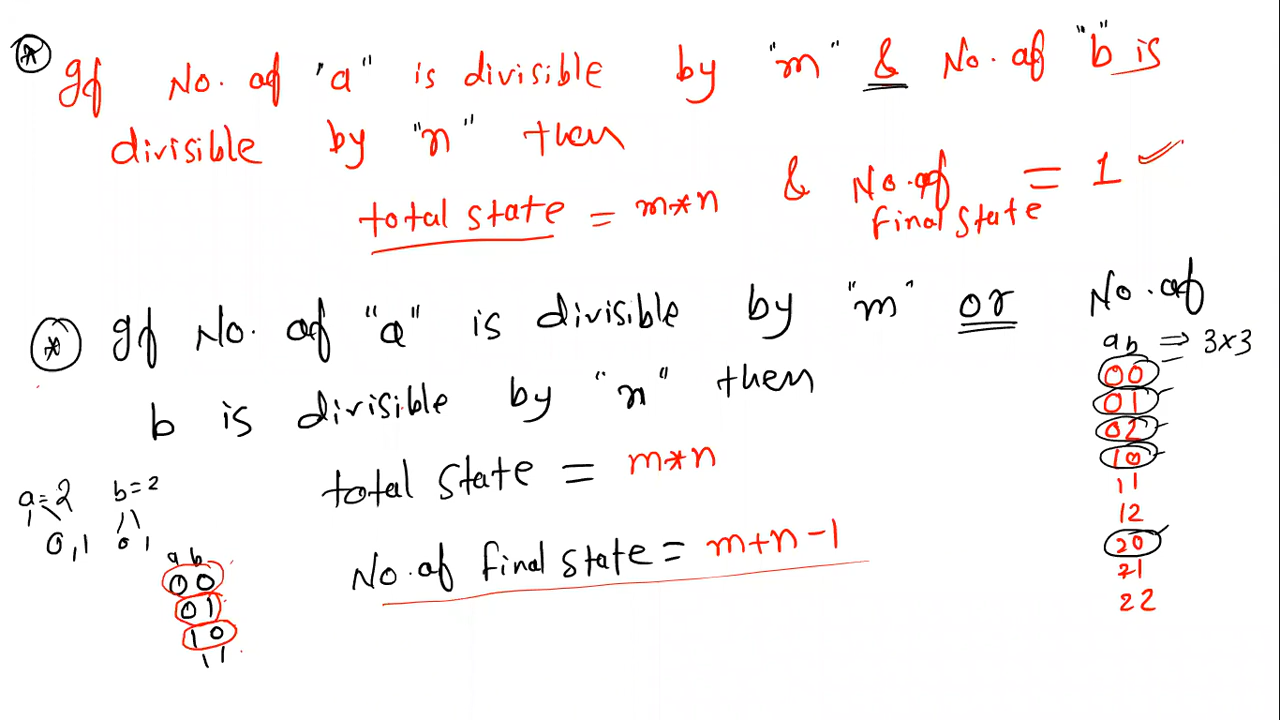 If No. of "a" is divisible by "m" & No. of "b" is
divisible by "n" then
total state = m*n & No. of final state = 1 ✓
If No. of "a" is divisible by "m" or No. of
b is divisible by "n" then
total state = m*n
No. of final state = m+n-1
a=2 b=2
0,1 0 1
a b
00
01
10
11
ab ⇒ 3x3
00
01
02
10
11
12
20
21
22